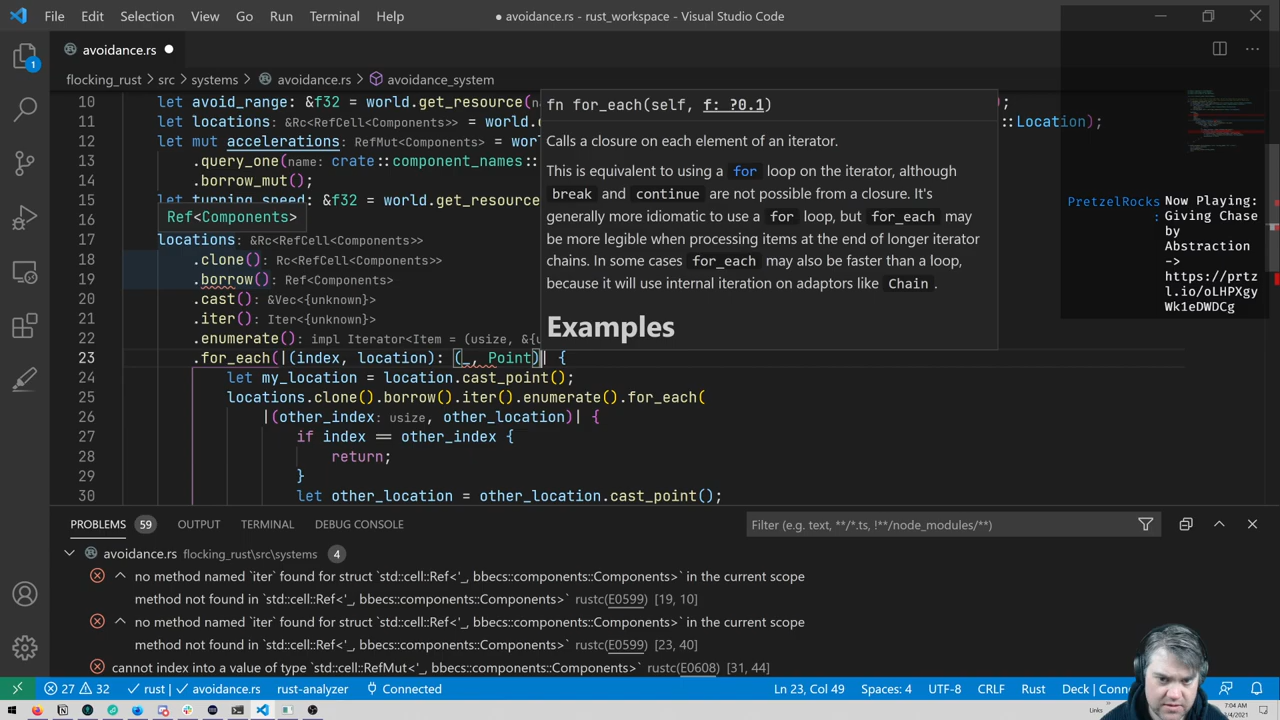 File Edit Selection View Go Run Terminal Help
● avoidance.rs - rust_workspace - Visual Studio Code
avoidance.rs ●
flocking_rust > src > systems > avoidance.rs > avoidance_system
10 let avoid_range: &f32 = world.get_resource(
11 let locations: &Rc<RefCell<Components>> = world.
::Location);
12 let mut accelerations: RefMut<Components> = wor
13 .query_one(name: crate::component_names::
14 .borrow_mut();
15 let turning_speed: &f32 = world.get_resource(
16
Ref<Components>
17 locations: &Rc<RefCell<Components>>
18 .clone(): Rc<RefCell<Components>>
19 .borrow(): Ref<Components>
20 .cast(): &Vec<{unknown}>
21 .iter(): Iter<{unknown}>
22 .enumerate(): impl Iterator<Item = (usize, &{u
23 .for_each(|(index, location): (_, Point)| {
24 let my_location = location.cast_point();
25 locations.clone().borrow().iter().enumerate().for_each(
26 |(other_index: usize, other_location)| {
27 if index == other_index {
28 return;
29 }
30 let other_location = other_location.cast_point();
fn for_each(self, f: ?0.1)
Calls a closure on each element of an iterator.
This is equivalent to using a for loop on the iterator, although
break and continue are not possible from a closure. It's
generally more idiomatic to use a for loop, but for_each may
be more legible when processing items at the end of longer iterator
chains. In some cases for_each may also be faster than a loop,
because it will use internal iteration on adaptors like Chain .
Examples
PretzelRocks
:
Now Playing:
Giving Chase
by
Abstraction
->
https://prtz
l.io/oLHPXgy
Wk1eDWDCg
PROBLEMS 59 OUTPUT TERMINAL DEBUG CONSOLE
Filter (e.g. text, **/*.ts, !**/node_modules/**)
avoidance.rs flocking_rust\src\systems 4
no method named `iter` found for struct `std::cell::Ref<'_, bbecs::components::Components>` in the current scope
method not found in `std::cell::Ref<'_, bbecs::components::Components>` rustc(E0599) [19, 10]
no method named `iter` found for struct `std::cell::Ref<'_, bbecs::components::Components>` in the current scope
method not found in `std::cell::Ref<'_, bbecs::components::Components>` rustc(E0599) [23, 40]
cannot index into a value of type `std::cell::RefMut<'_, bbecs::components::Components>` rustc(E0608) [31, 44]
27 32 ✓ rust | ✓ avoidance.rs rust-analyzer Connected
Ln 23, Col 49 Spaces: 4 UTF-8 CRLF Rust Deck | Conn
1
Links
7:04 AM